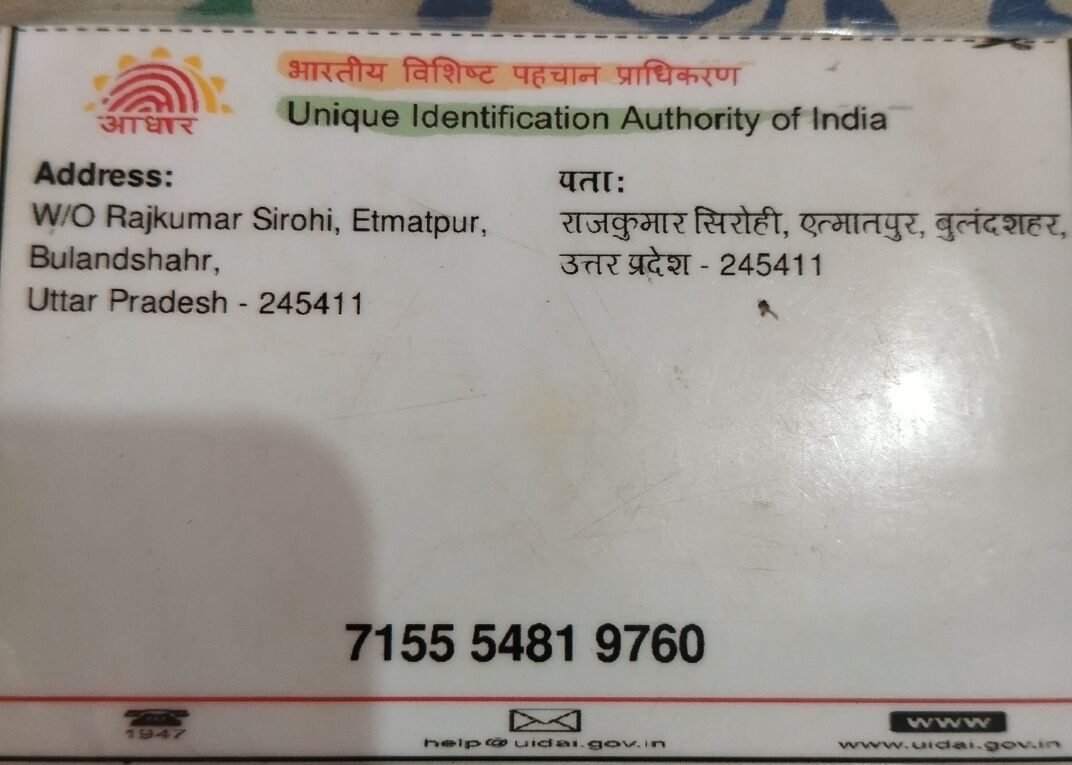 भारतीय विशिष्ट पहचान प्राधिकरण
आधार
Unique Identification Authority of India
Address:
W/O Rajkumar Sirohi, Etmatpur,
Bulandshahr,
Uttar Pradesh - 245411
पता:
राजकुमार सिरोही, एत्मातपुर, बुलंदशहर,
उत्तर प्रदेश - 245411
7155 5481 9760
1947
help@uidai.gov.in
www
www.uidai.gov.in